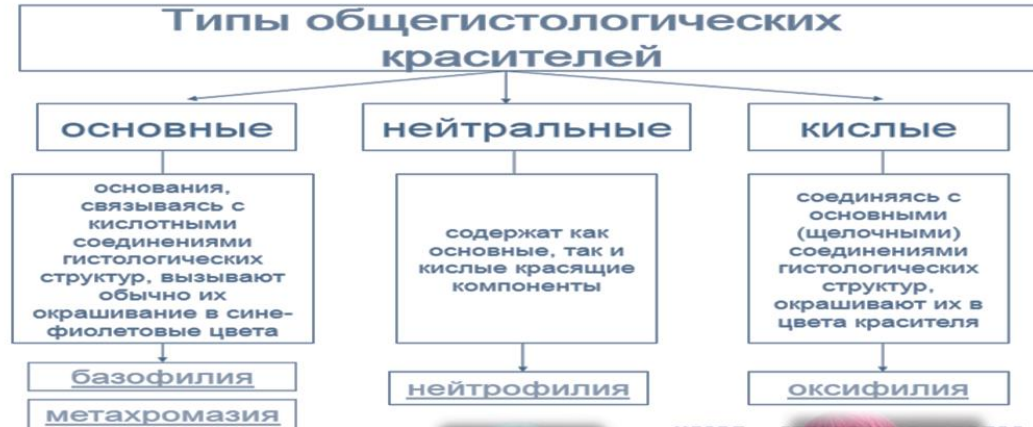 Типы общегистологических
красителей
основные
нейтральные
кислые
основания,
связываясь с
кислотными
соединениями
гистологических
структур, вызывают
обычно их
окрашивание в сине-
фиолетовые цвета
содержат как
основные, так и
кислые красящие
компоненты
соединяясь с
основными
(щелочными)
соединениями
гистологических
структур,
окрашивают их в
цвета красителя
базофилия
метахромазия
нейтрофилия
оксифилия